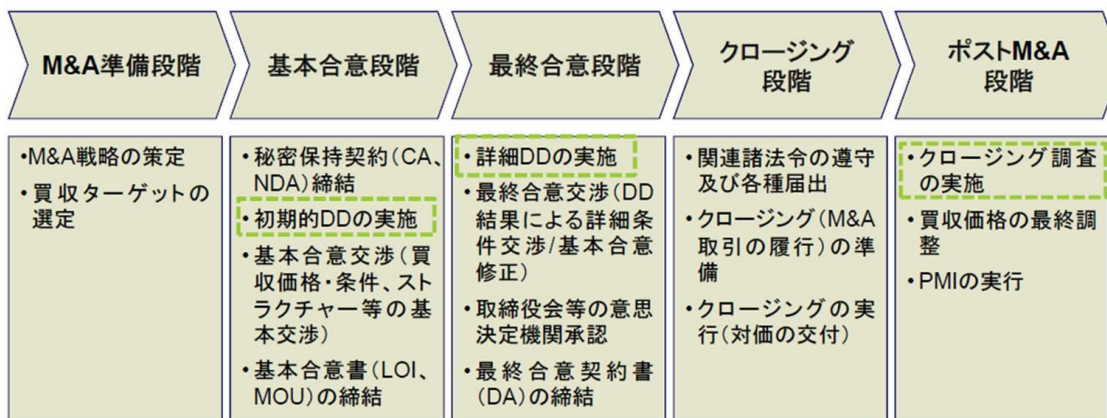 M&A準備段階
基本合意段階
最終合意段階
クロージング
段階
ポストM&A
段階
・M&A戦略の策定
・買収ターゲットの
選定
・秘密保持契約(CA、
NDA)締結
・初期的DDの実施
・基本合意交渉(買
収価格・条件、スト
ラクチャー等の基
本交渉)
・基本合意書(LOI、
MOU)の締結
・詳細DDの実施
・最終合意交渉(DD
結果による詳細条
件交渉/基本合意
修正)
・取締役会等の意思
決定機関承認
・最終合意契約書
(DA)の締結
・関連諸法令の遵守
及び各種届出
・クロージング(M&A
取引の履行)の準
備
・クロージングの実
行(対価の交付)
・クロージング調査
の実施
・買収価格の最終調
整
・PMIの実行